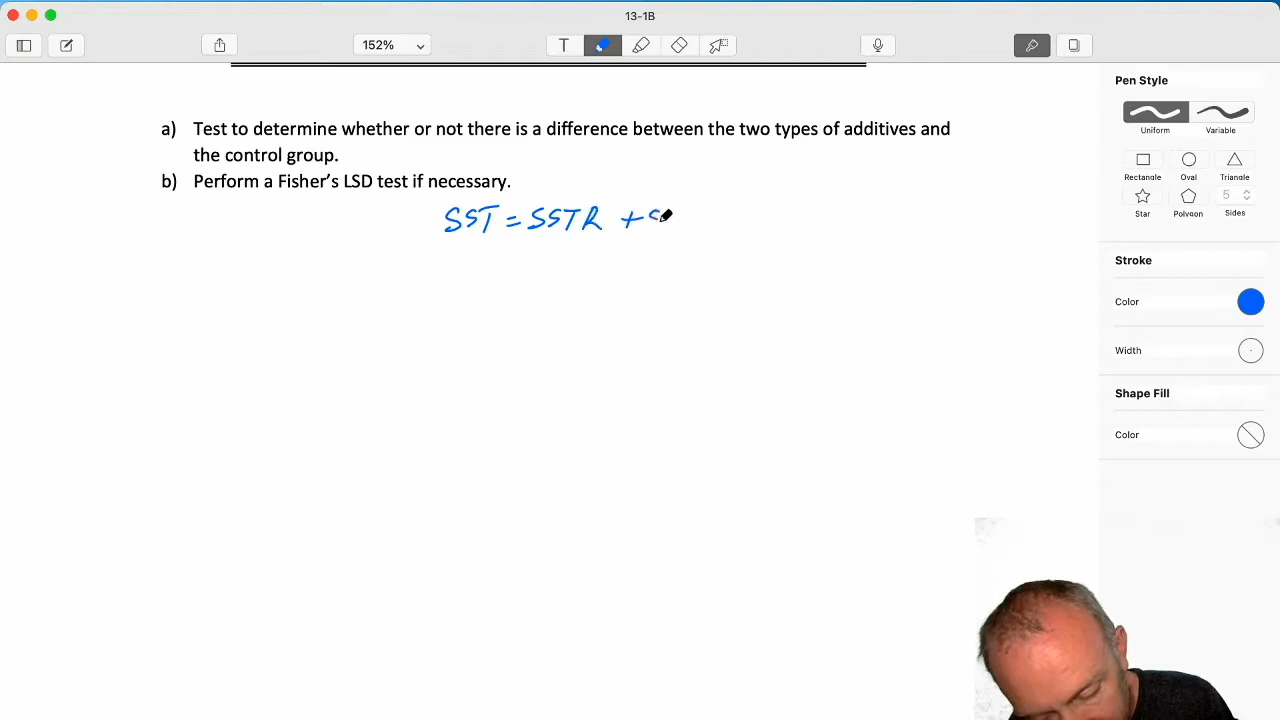 13-1B
152%
T
a) Test to determine whether or not there is a difference between the two types of additives and
the control group.
b) Perform a Fisher's LSD test if necessary.
SST = SSTR + S
Pen Style
Uniform Variable
Rectangle Oval Triangle
5
Star Polygon Sides
Stroke
Color
Width
Shape Fill
Color